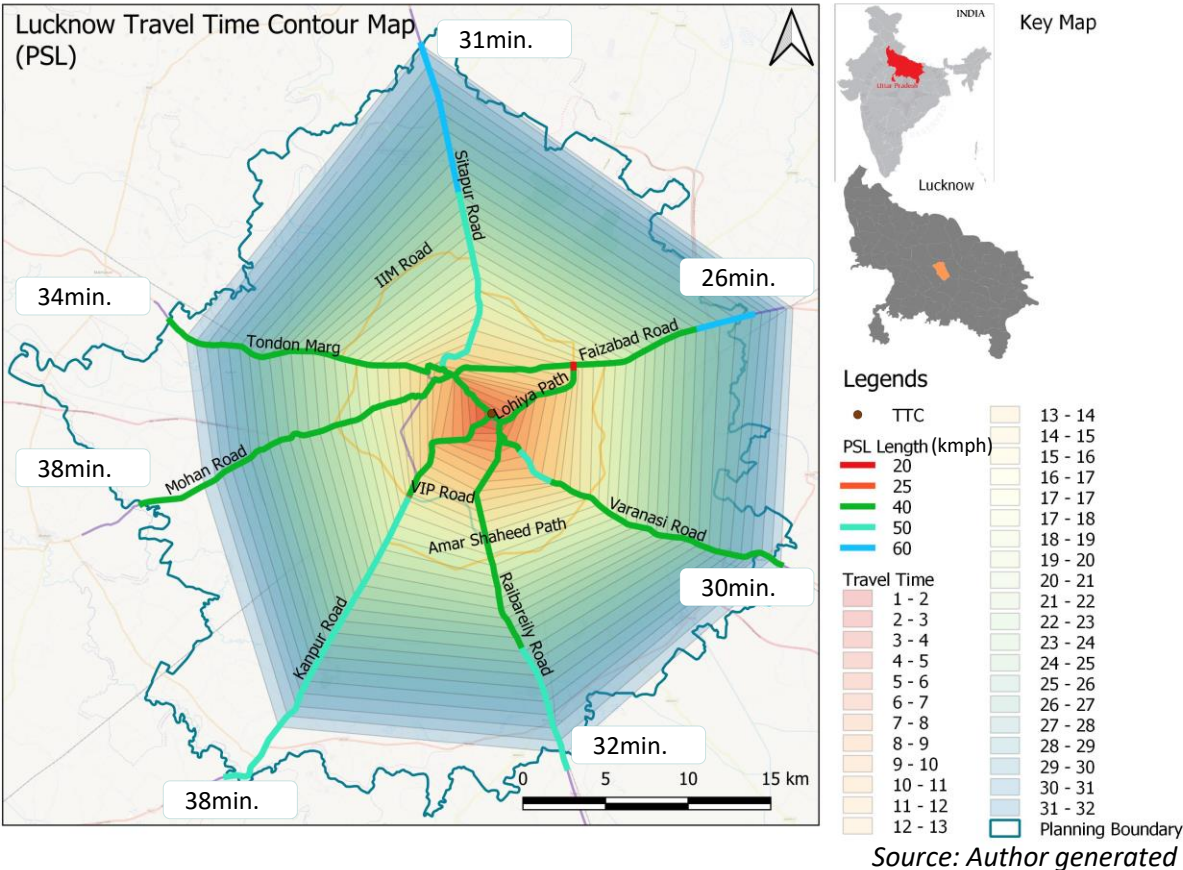 Lucknow Travel Time Contour Map
(PSL)
31min.
26min.
34min.
38min.
30min.
32min.
38min.
Sitapur Road
IIM Road
Faizabad Road
Tondon Marg
Lohiya Path
Mohan Road
VIP Road
Varanasi Road
Amar Shaheed Path
Raibareily Road
Kanpur Road
0 5 10 15 km
INDIA
Uttar Pradesh
Key Map
Lucknow
Legends
TTC
PSL Length (kmph)
20
25
40
50
60
Travel Time
1 - 2
2 - 3
3 - 4
4 - 5
5 - 6
6 - 7
7 - 8
8 - 9
9 - 10
10 - 11
11 - 12
12 - 13
13 - 14
14 - 15
15 - 16
16 - 17
17 - 17
17 - 18
18 - 19
19 - 20
20 - 21
21 - 22
22 - 23
23 - 24
24 - 25
25 - 26
26 - 27
27 - 28
28 - 29
29 - 30
30 - 31
31 - 32
Planning Boundary
Source: Author generated